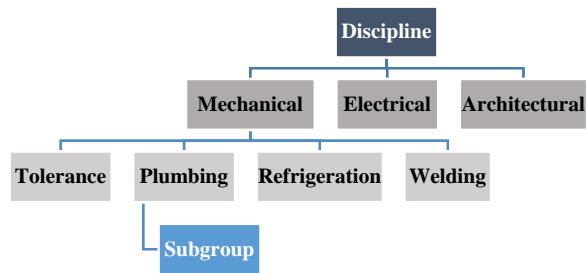 Discipline
Mechanical Electrical Architectural
Tolerance Plumbing Refrigeration Welding
Subgroup